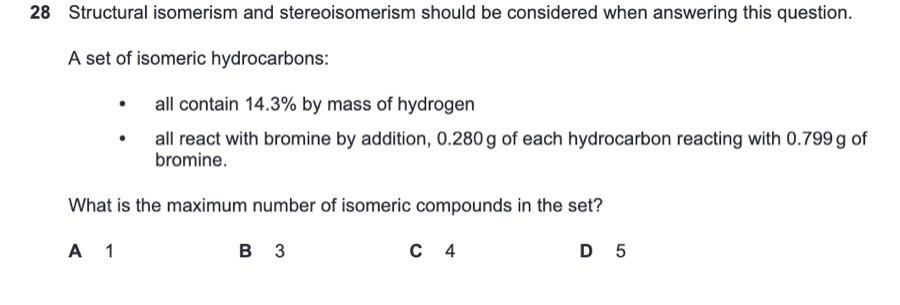 28 Structural isomerism and stereoisomerism should be considered when answering this question.
A set of isomeric hydrocarbons:
• all contain 14.3% by mass of hydrogen
• all react with bromine by addition, 0.280 g of each hydrocarbon reacting with 0.799 g of
bromine.
What is the maximum number of isomeric compounds in the set?
A 1 B 3 C 4 D 5